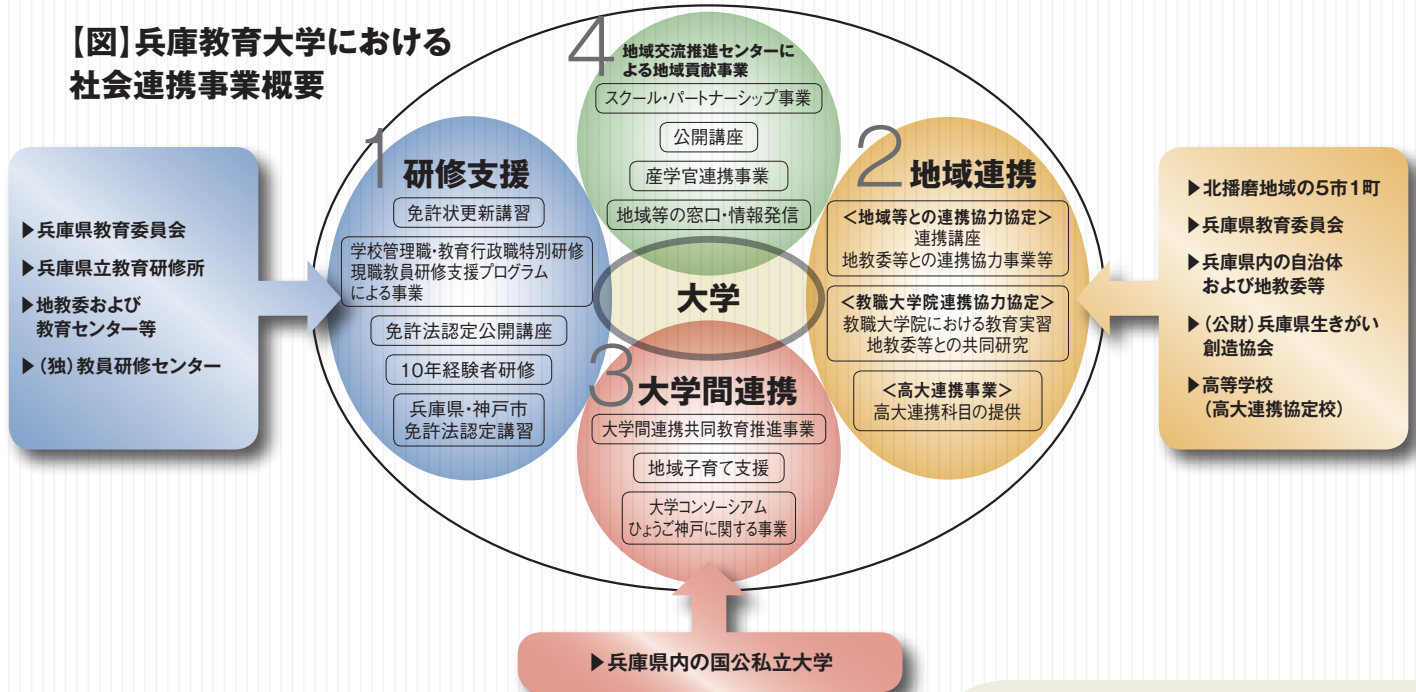 【図】兵庫教育大学における
社会連携事業概要
4
地域交流推進センターに
よる地域貢献事業
スクール・パートナーシップ事業
公開講座
産学官連携事業
地域等の窓口・情報発信
1
研修支援
免許状更新講習
学校管理職・教育行政職特別研修
現職教員研修支援プログラム
による事業
免許法認定公開講座
10年経験者研修
兵庫県・神戸市
免許法認定講習
2
地域連携
<地域等との連携協力協定>
連携講座
地教委等との連携協力事業等
<教職大学院連携協力協定>
教職大学院における教育実習
地教委等との共同研究
<高大連携事業>
高大連携科目の提供
大学
3
大学間連携
大学間連携共同教育推進事業
地域子育て支援
大学コンソーシアム
ひょうご神戸に関する事業
▶兵庫県教育委員会
▶兵庫県立教育研修所
▶地教委および
教育センター等
▶(独)教員研修センター
▶北播磨地域の5市1町
▶兵庫県教育委員会
▶兵庫県内の自治体
および地教委等
▶(公財)兵庫県生きがい
創造協会
▶高等学校
(高大連携協定校)
▶兵庫県内の国公私立大学